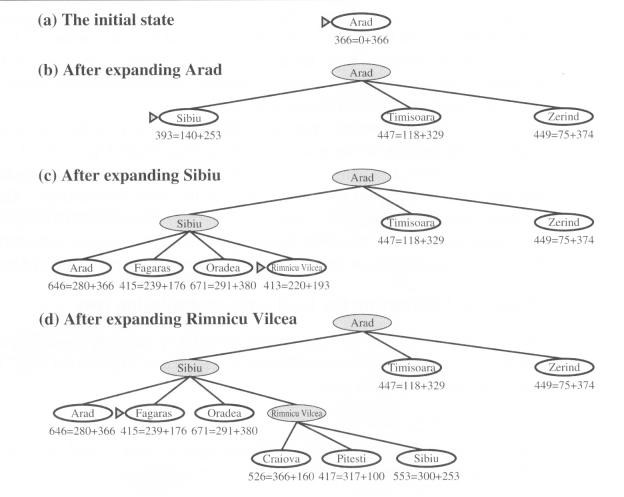 (a) The initial state
Arad
366=0+366
(b) After expanding Arad
Arad
Sibiu Timisoara Zerind
393=140+253 447=118+329 449=75+374
(c) After expanding Sibiu
Arad
Sibiu Timisoara Zerind
447=118+329 449=75+374
Arad Fagaras Oradea Rimnicu Vilcea
646=280+366 415=239+176 671=291+380 413=220+193
(d) After expanding Rimnicu Vilcea
Arad
Sibiu Timisoara Zerind
447=118+329 449=75+374
Arad Fagaras Oradea Rimnicu Vilcea
646=280+366 415=239+176 671=291+380
Craiova Pitesti Sibiu
526=366+160 417=317+100 553=300+253